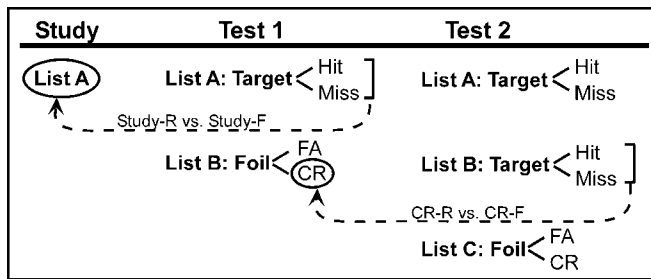 Study Test 1 Test 2
List A List A: Target Hit Miss List A: Target Hit Miss
Study-R vs. Study-F
List B: Foil FA CR List B: Target Hit Miss
CR-R vs. CR-F
List C: Foil FA CR